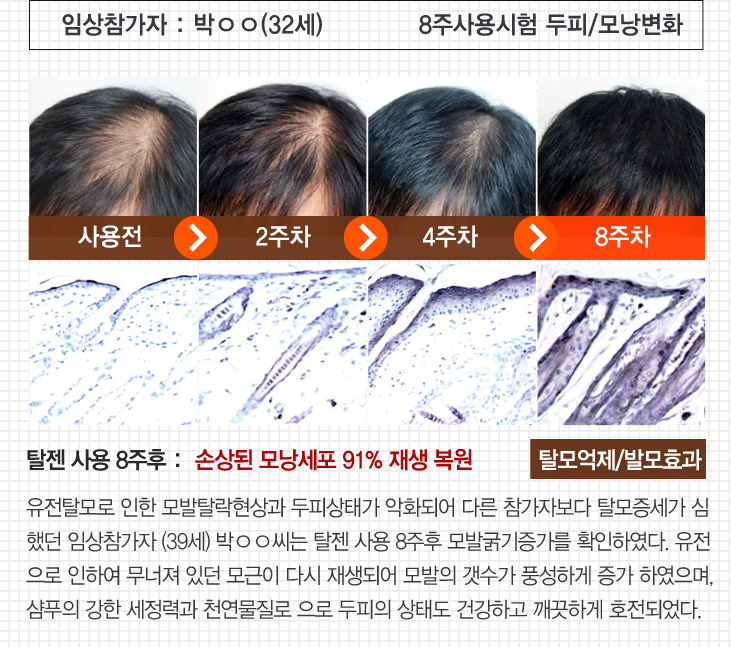 임상참가자 : 박ㅇㅇ(32세) 8주사용시험 두피/모낭변화
사용전 2주차 4주차 8주차
탈젠 사용 8주후 : 손상된 모낭세포 91% 재생 복원 탈모억제/발모효과
유전탈모로 인한 모발탈락현상과 두피상태가 악화되어 다른 참가자보다 탈모증세가 심
했던 임상참가자 (39세) 박ㅇㅇ씨는 탈젠 사용 8주후 모발굵기증가를 확인하였다. 유전
으로 인하여 무너져 있던 모근이 다시 재생되어 모발의 갯수가 풍성하게 증가 하였으며,
샴푸의 강한 세정력과 천연물질로 으로 두피의 상태도 건강하고 깨끗하게 호전되었다.